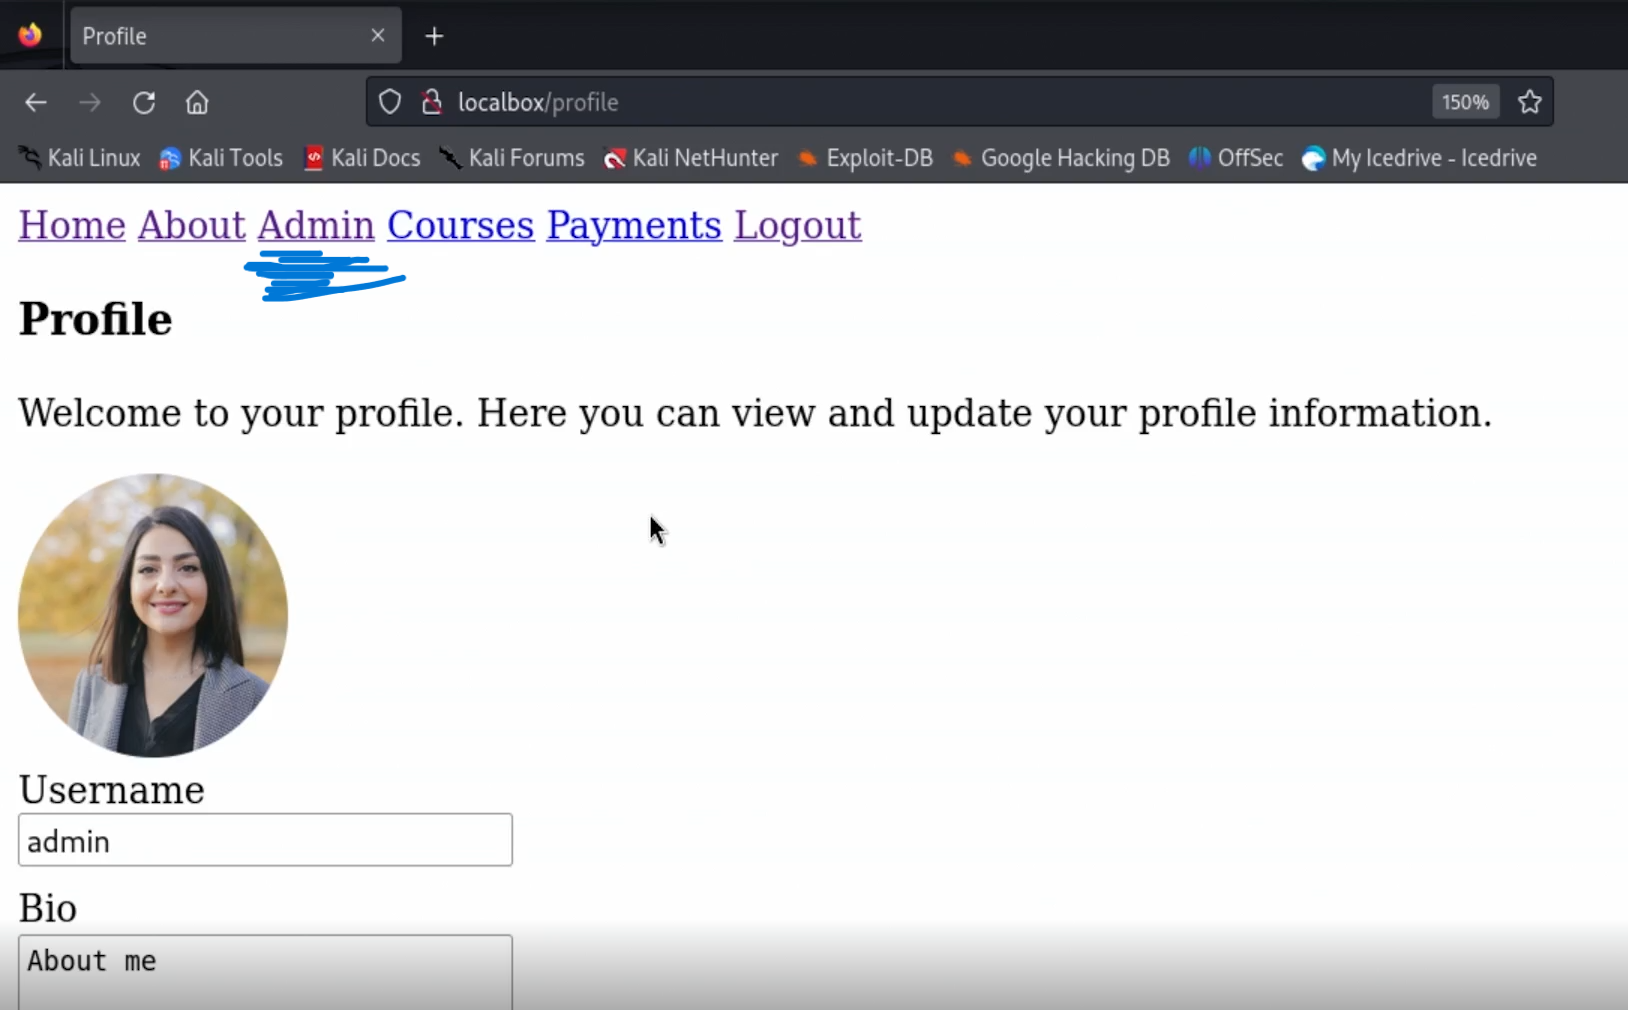 Profile
localbox/profile 150%
Kali Linux Kali Tools Kali Docs Kali Forums Kali NetHunter Exploit-DB Google Hacking DB OffSec My Icedrive - Icedrive
Home About Admin Courses Payments Logout
Profile
Welcome to your profile. Here you can view and update your profile information.
Username
admin
Bio
About me